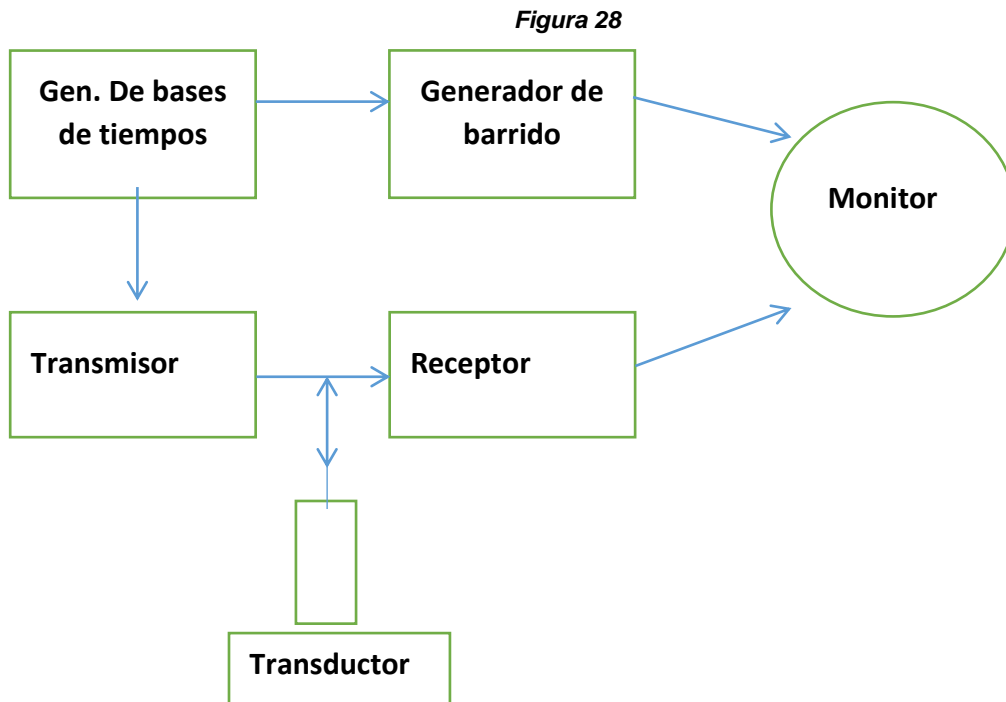 Figura 28
Gen. De bases
de tiempos
Generador de
barrido
Monitor
Transmisor
Receptor
Transductor